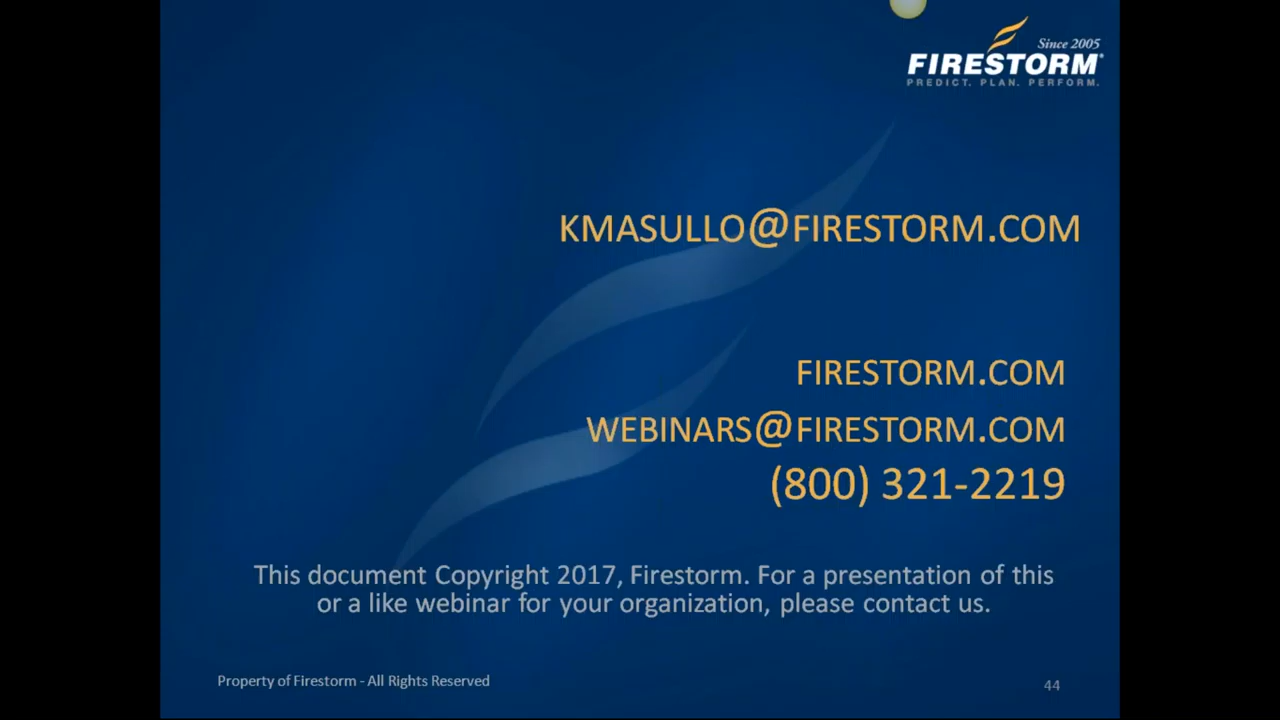 Since 2005
FIRESTORM®
PREDICT. PLAN. PERFORM.
KMASULLO@FIRESTORM.COM
FIRESTORM.COM
WEBINARS@FIRESTORM.COM
(800) 321-2219
This document Copyright 2017, Firestorm. For a presentation of this
or a like webinar for your organization, please contact us.
Property of Firestorm - All Rights Reserved
44